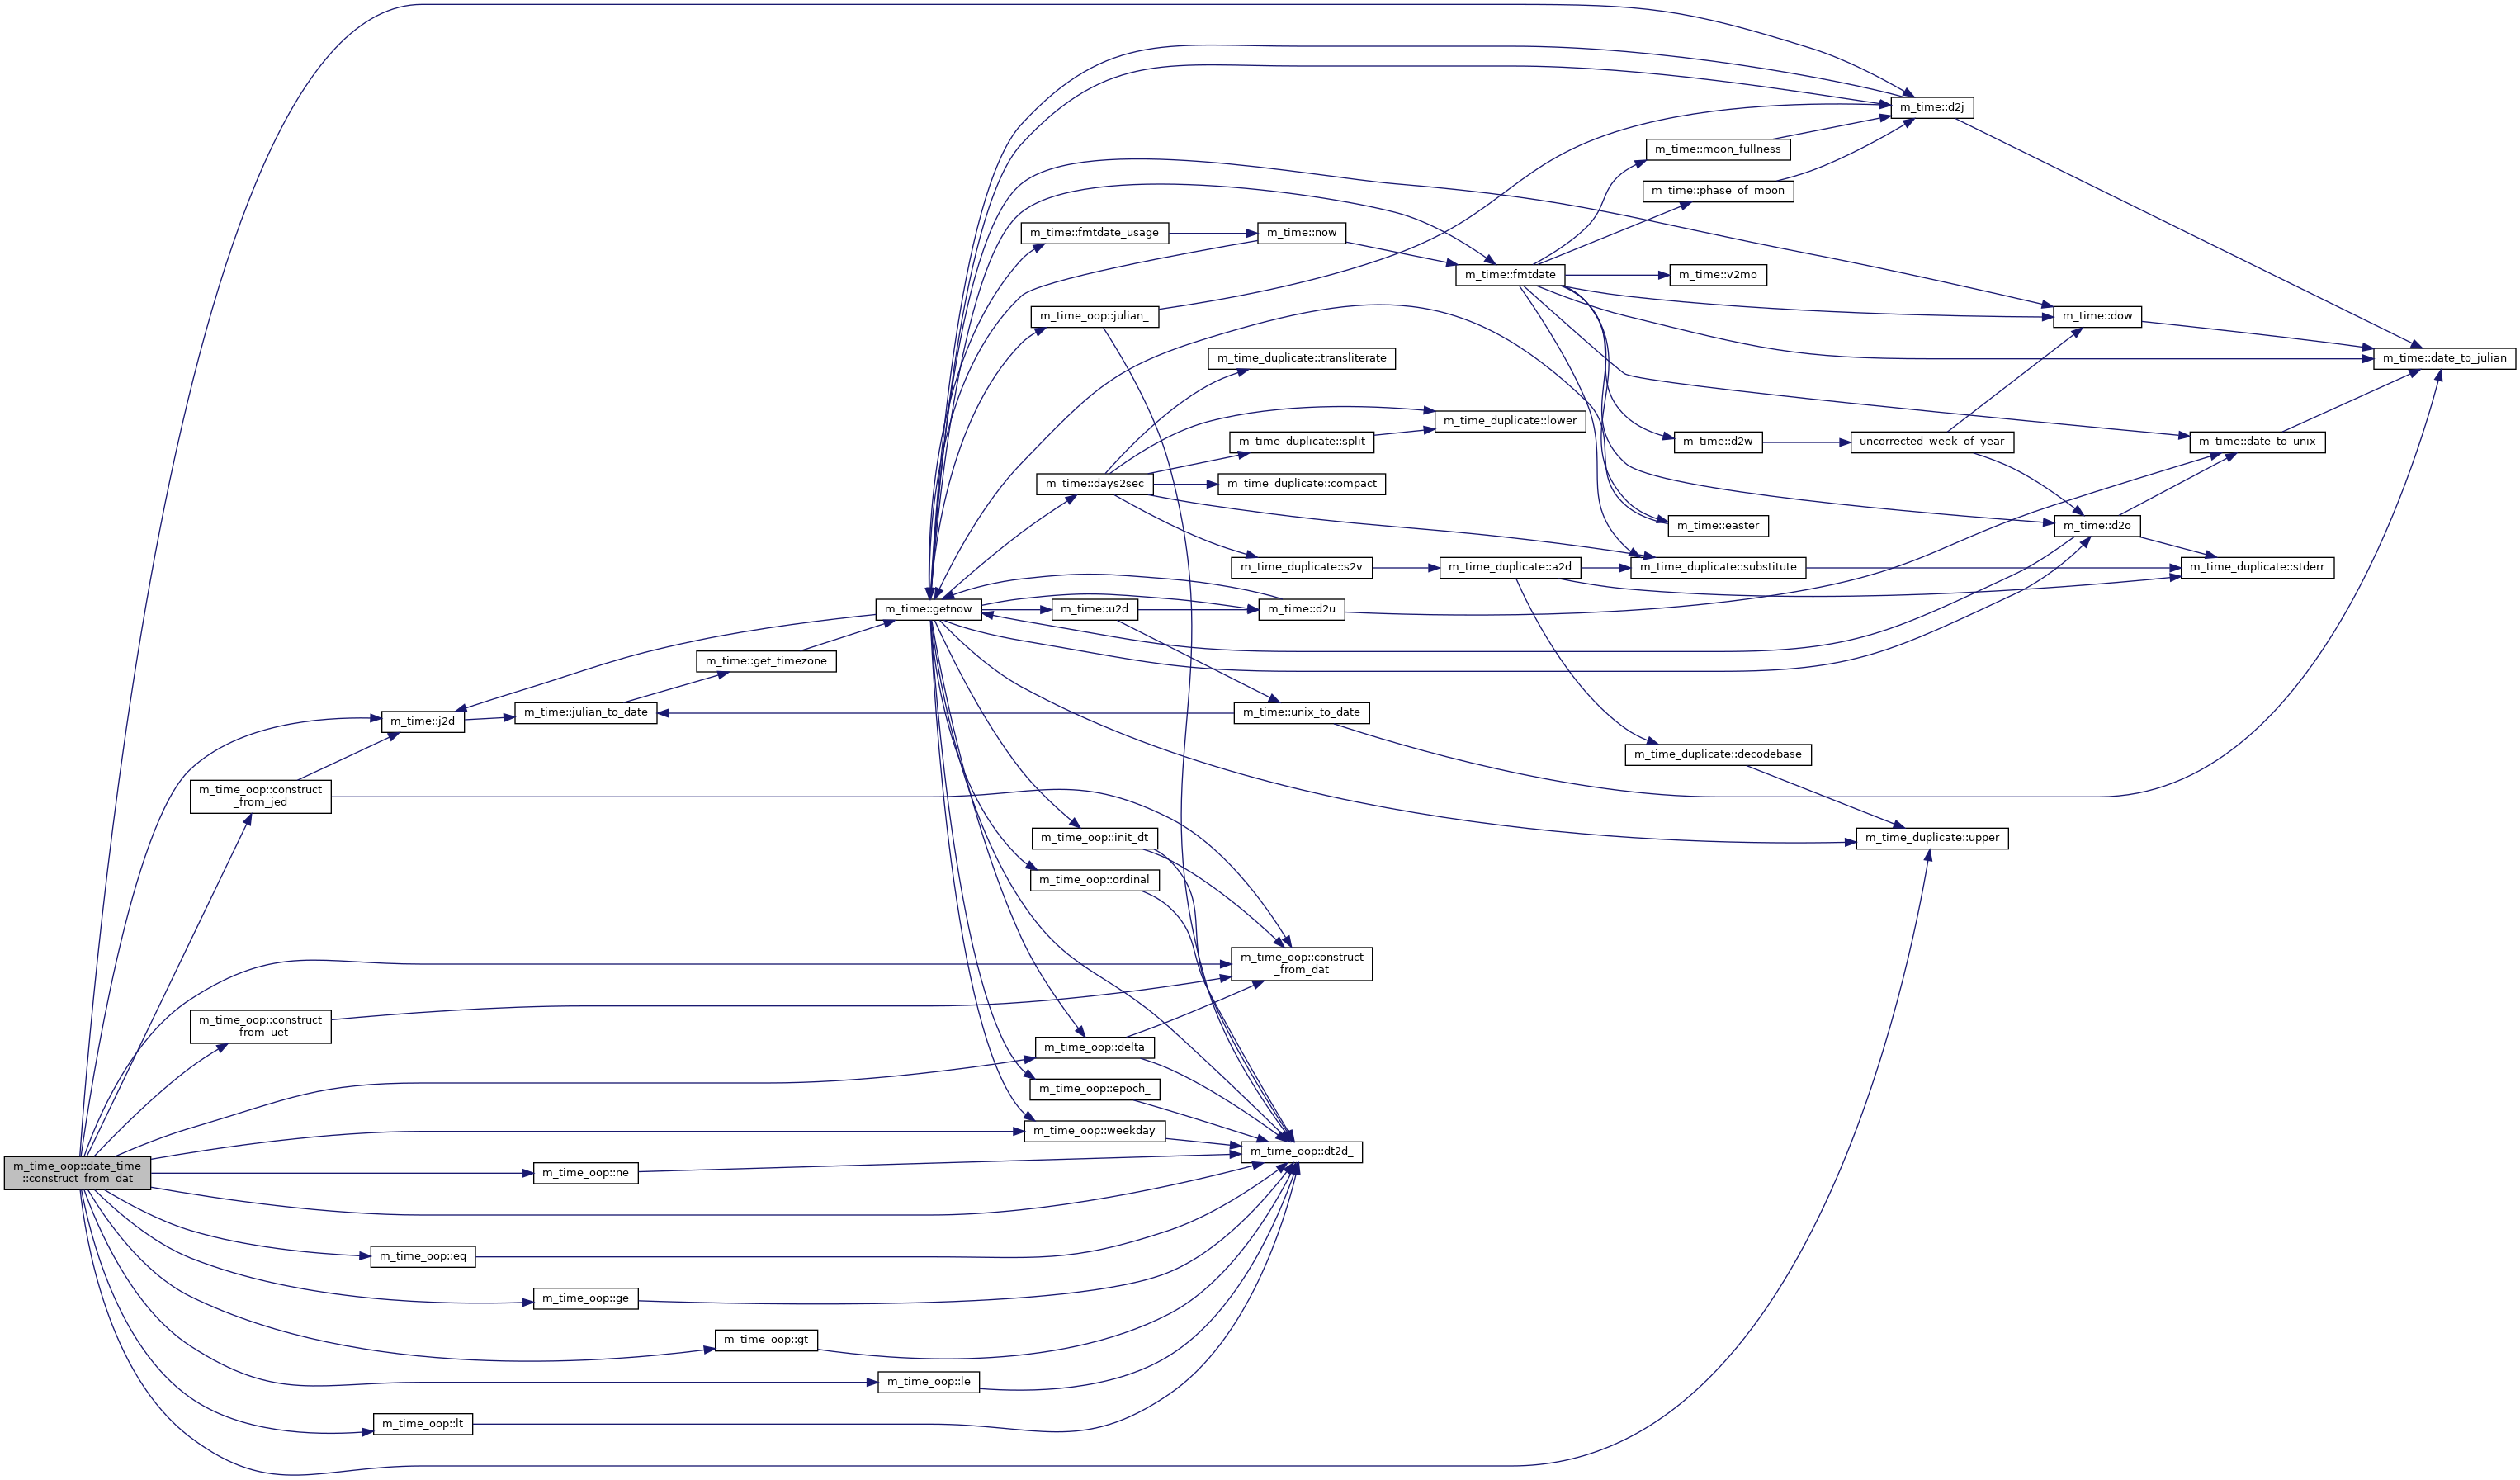 m_time::d2j
m_time::moon_fullness
m_time::phase_of_moon
m_time::fmtdate_usage
m_time::now
m_time::fmtdate
m_time::v2mo
m_time_oop::julian_
m_time::dow
m_time_duplicate::transliterate
m_time::date_to_julian
m_time_duplicate::lower
m_time_duplicate::split
m_time::d2w
uncorrected_week_of_year
m_time::date_to_unix
m_time::days2sec
m_time_duplicate::compact
m_time::easter
m_time::d2o
m_time_duplicate::s2v
m_time_duplicate::a2d
m_time_duplicate::substitute
m_time_duplicate::stderr
m_time::getnow
m_time::u2d
m_time::d2u
m_time::get_timezone
m_time::j2d
m_time::julian_to_date
m_time::unix_to_date
m_time_duplicate::decodebase
m_time_oop::construct
_from_jed
m_time_oop::init_dt
m_time_duplicate::upper
m_time_oop::ordinal
m_time_oop::construct
_from_dat
m_time_oop::construct
_from_uet
m_time_oop::delta
m_time_oop::epoch_
m_time_oop::weekday
m_time_oop::dt2d_
m_time_oop::date_time
::construct_from_dat
m_time_oop::ne
m_time_oop::eq
m_time_oop::ge
m_time_oop::gt
m_time_oop::le
m_time_oop::lt